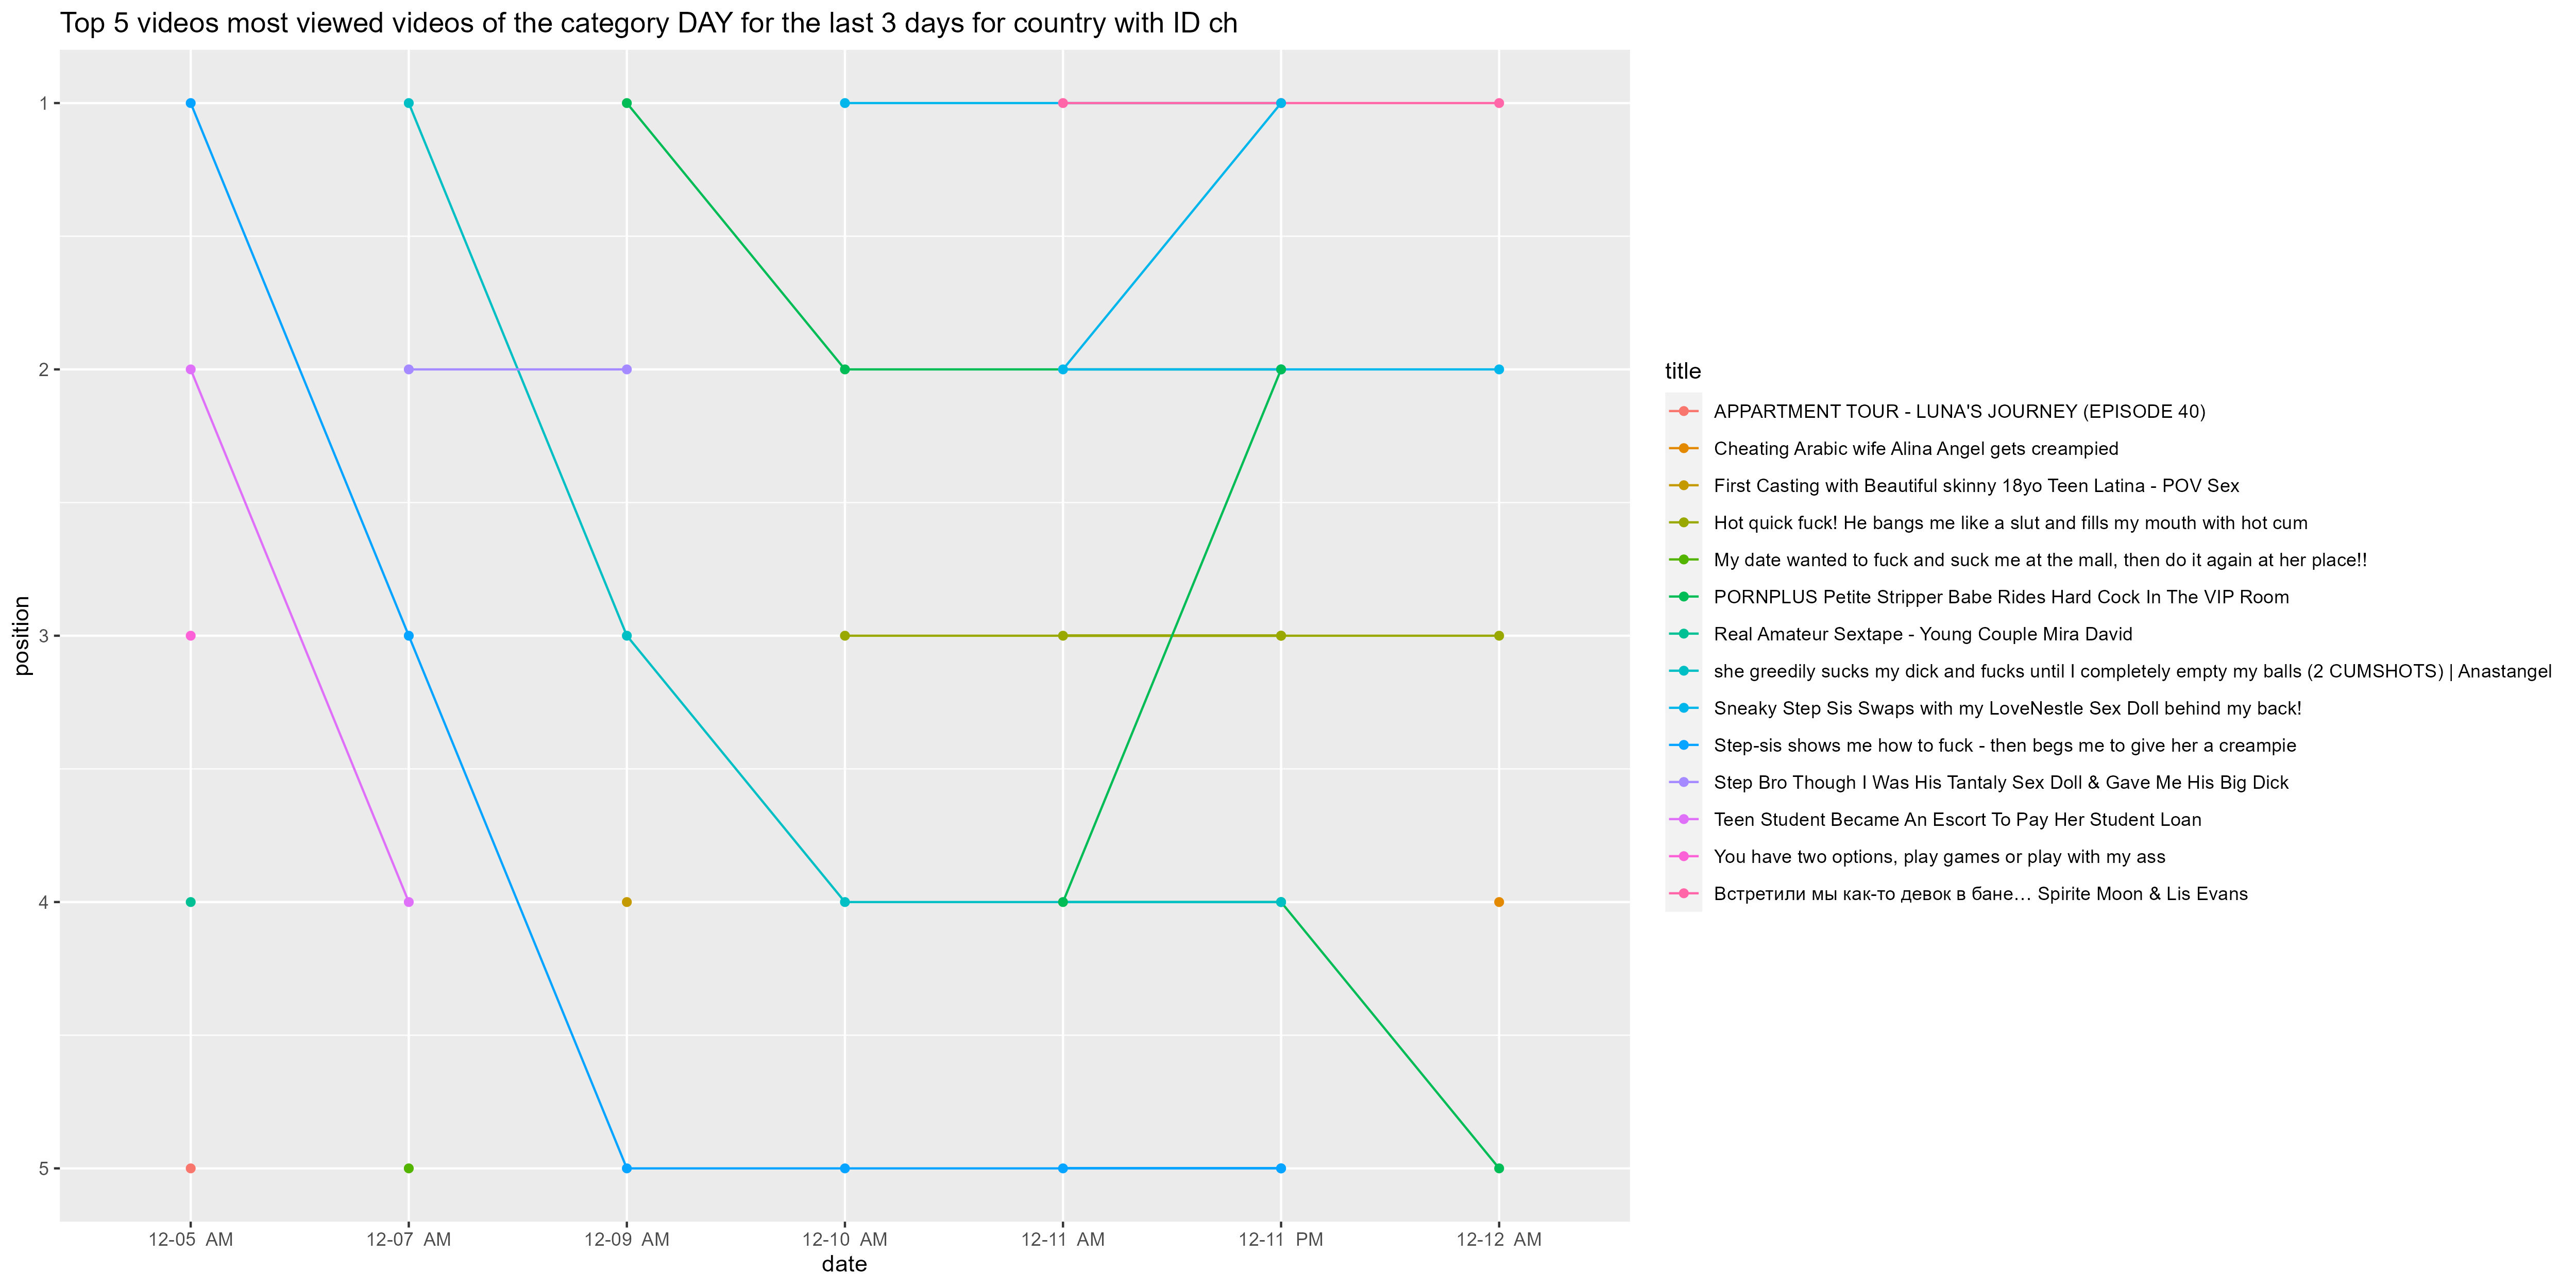 Top 5 videos most viewed videos of the category DAY for the last 3 days for country with ID ch
position
1
2
3
4
5
12-05 AM
12-07 AM
12-09 AM
12-10 AM
12-11 AM
12-11 PM
12-12 AM
date
title
APPARTMENT TOUR - LUNA'S JOURNEY (EPISODE 40)
Cheating Arabic wife Alina Angel gets creampied
First Casting with Beautiful skinny 18yo Teen Latina - POV Sex
Hot quick fuck! He bangs me like a slut and fills my mouth with hot cum
My date wanted to fuck and suck me at the mall, then do it again at her place!!
PORNPLUS Petite Stripper Babe Rides Hard Cock In The VIP Room
Real Amateur Sextape - Young Couple Mira David
she greedily sucks my dick and fucks until I completely empty my balls (2 CUMSHOTS) | Anastangel
Sneaky Step Sis Swaps with my LoveNestle Sex Doll behind my back!
Step-sis shows me how to fuck - then begs me to give her a creampie
Step Bro Though I Was His Tantaly Sex Doll & Gave Me His Big Dick
Teen Student Became An Escort To Pay Her Student Loan
You have two options, play games or play with my ass
Встретили мы как-то девок в бане… Spirite Moon & Lis Evans